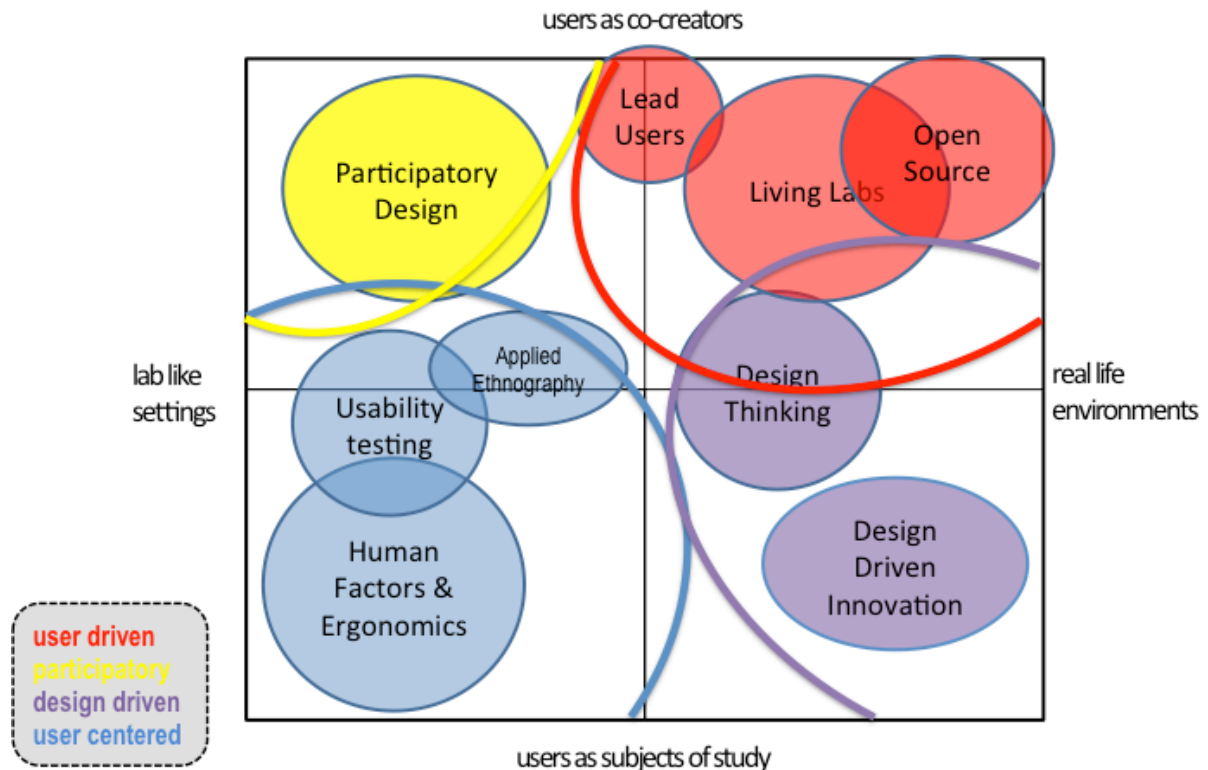 users as co-creators
Lead
Users
Open
Source
Participatory
Design
Living Labs
Applied
Ethnography
lab like
settings
Usability
testing
Design
Thinking
real life
environments
Human
Factors &
Ergonomics
Design
Driven
Innovation
user driven
participatory
design driven
user centered
users as subjects of study